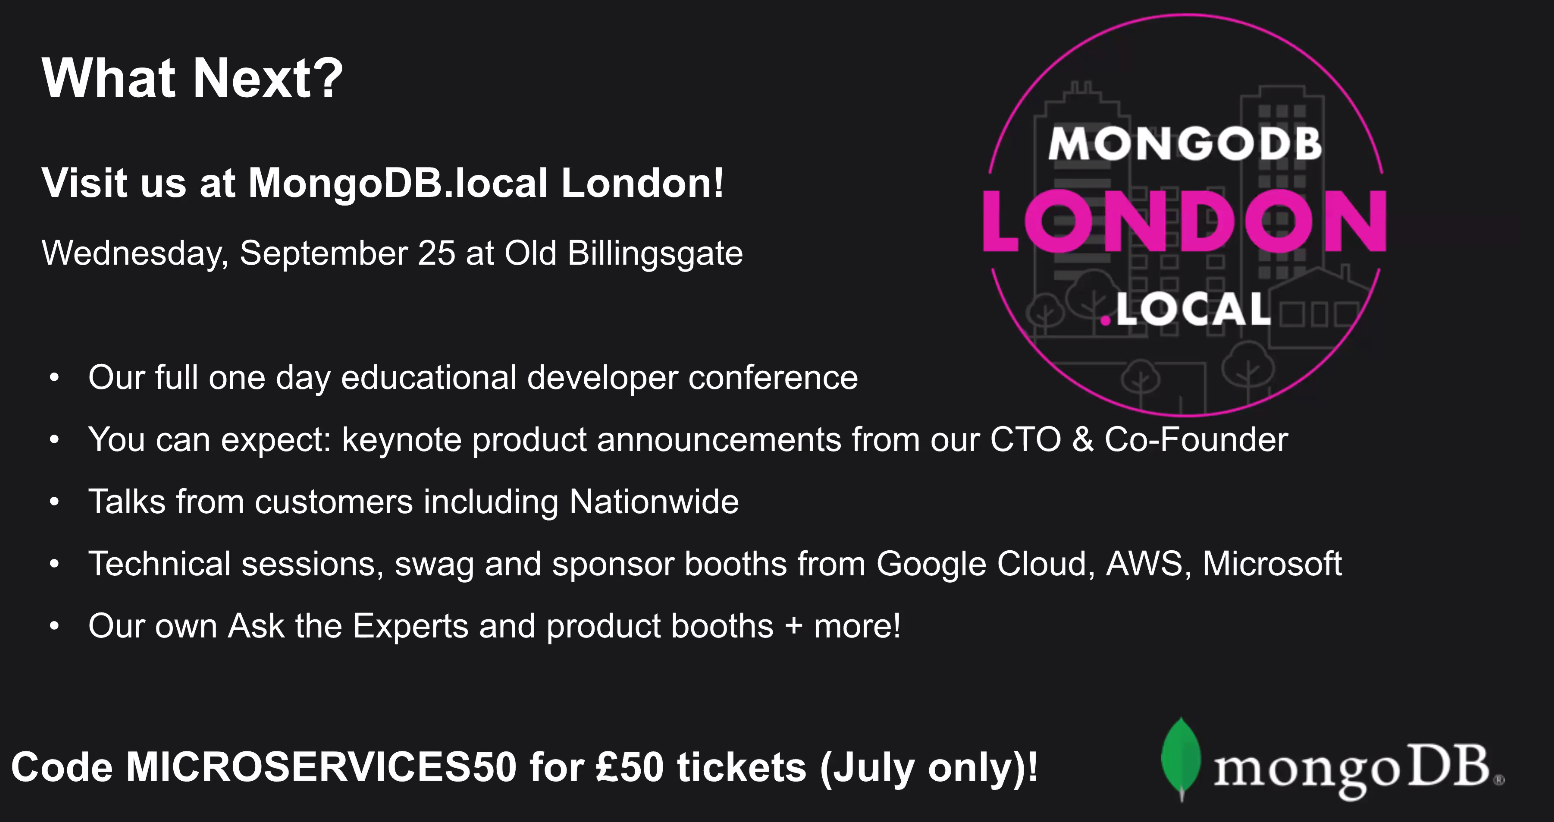 What Next?
Visit us at MongoDB.local London!
Wednesday, September 25 at Old Billingsgate
MONGODB
LONDON
.LOCAL
• Our full one day educational developer conference
• You can expect: keynote product announcements from our CTO & Co-Founder
• Talks from customers including Nationwide
• Technical sessions, swag and sponsor booths from Google Cloud, AWS, Microsoft
• Our own Ask the Experts and product booths + more!
Code MICROSERVICES50 for £50 tickets (July only)!
mongoDB®